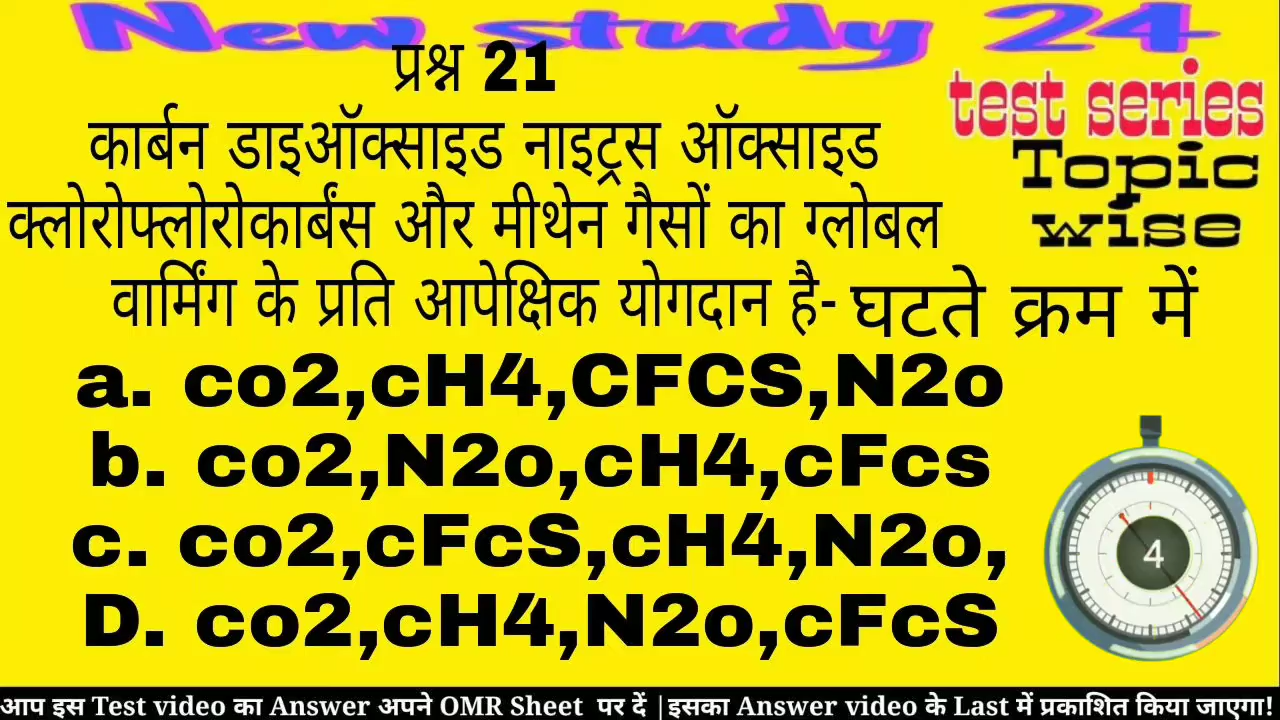 New study 24
प्रश्न 21
test series
Topic
wise
कार्बन डाइऑक्साइड नाइट्रस ऑक्साइड
क्लोरोफ्लोरोकार्बंस और मीथेन गैसों का ग्लोबल
वार्मिंग के प्रति आपेक्षिक योगदान है- घटते क्रम में
a. co2,cH4,CFCS,N2o
b. co2,N2o,cH4,cFcs
c. co2,cFcS,cH4,N2o,
D. co2,cH4,N2o,cFcS
4
आप इस Test video का Answer अपने OMR Sheet पर दें |इसका Answer video के Last में प्रकाशित किया जाएगा!